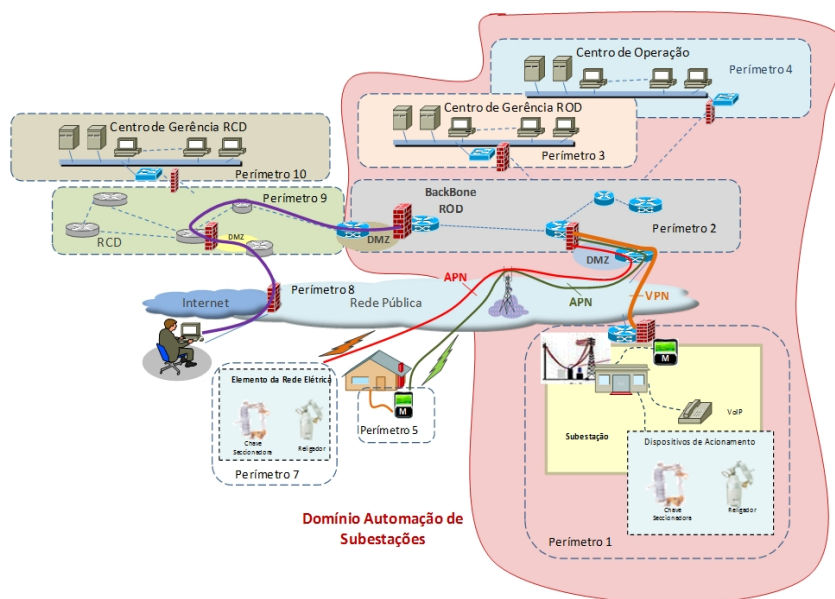 Centro de Operação
Perímetro 4
Centro de Gerência ROD
Perímetro 3
Centro de Gerência RCD
Perímetro 10
Perímetro 9
RCD
DMZ
BackBone
ROD
DMZ
Perímetro 2
DMZ
APN
APN
VPN
Perímetro 8
Internet
Rede Pública
Elemento da Rede Elétrica
Chave
Seccionadora
Religador
Perímetro 7
M
Perímetro 5
M
VoIP
Subestação
Dispositivos de Acionamento
Chave
Seccionadora
Religador
Perímetro 1
Domínio Automação de
Subestações